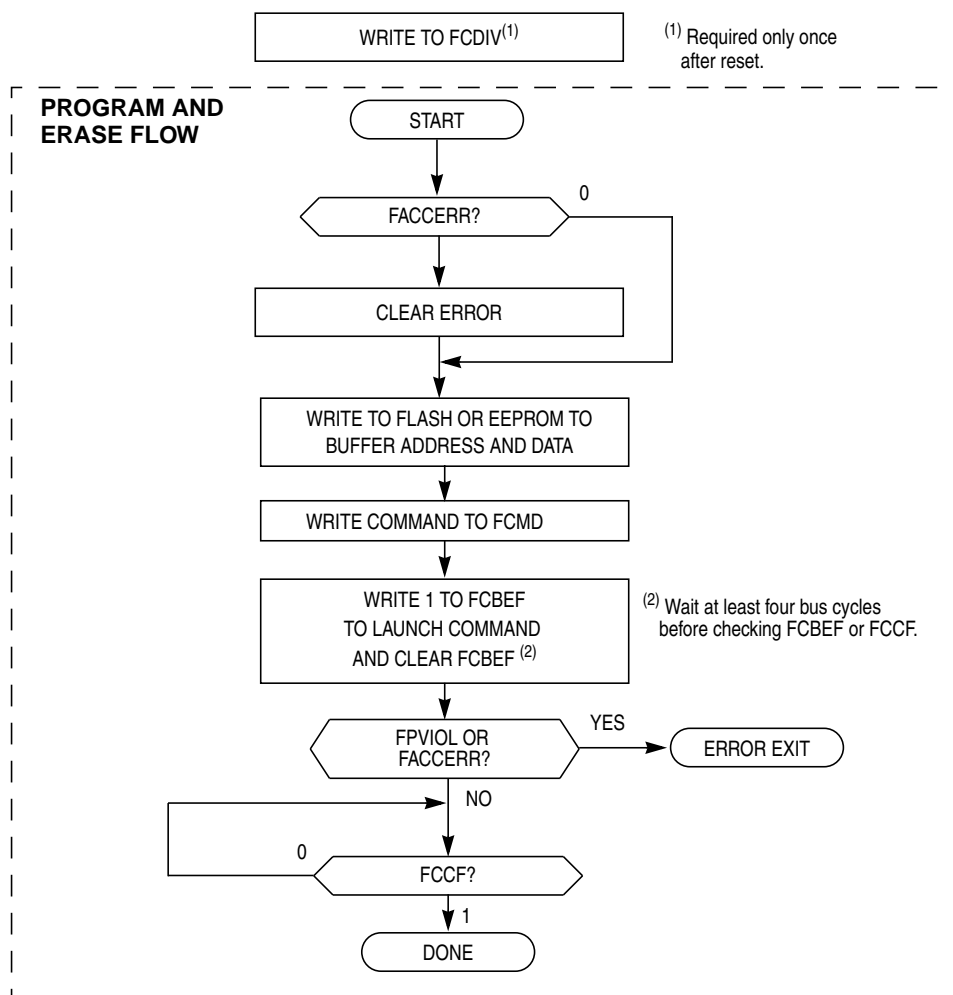 WRITE TO FCDIV(1)
(1) Required only once
after reset.
PROGRAM AND
ERASE FLOW
START
0
FACCERR?
CLEAR ERROR
WRITE TO FLASH OR EEPROM TO
BUFFER ADDRESS AND DATA
WRITE COMMAND TO FCMD
WRITE 1 TO FCBEF
TO LAUNCH COMMAND
AND CLEAR FCBEF (2)
(2) Wait at least four bus cycles
before checking FCBEF or FCCF.
FPVIOL OR
FACCERR?
YES
ERROR EXIT
NO
0
FCCF?
1
DONE